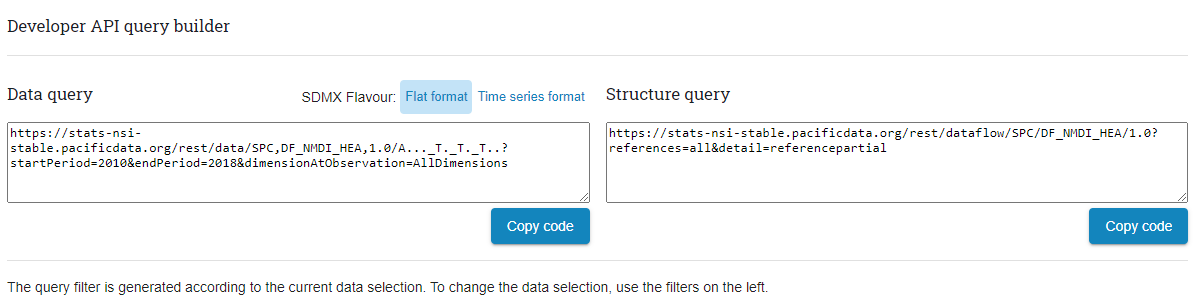 Developer API query builder
Data query
SDMX Flavour: Flat format Time series format
https://stats-nsi-
stable.pacificdata.org/rest/data/SPC,DF_NMDI_HEA,1.0/A..._T._T._T..?
startPeriod=2010&endPeriod=2018&dimensionAtObservation=AllDimensions
Copy code
Structure query
https://stats-nsi-stable.pacificdata.org/rest/dataflow/SPC/DF_NMDI_HEA/1.0?
references=all&detail=referencepartial
Copy code
The query filter is generated according to the current data selection. To change the data selection, use the filters on the left.